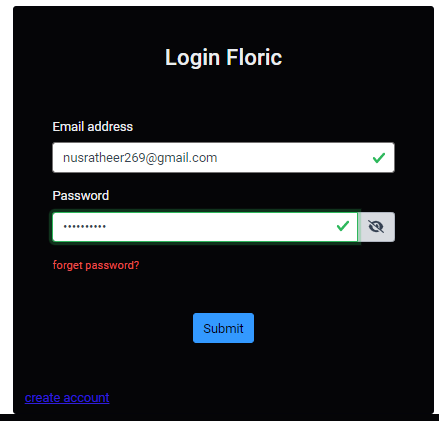 Login Floric
Email address
nusratheer269@gmail.com
Password
••••••••••
forget password?
Submit
create account